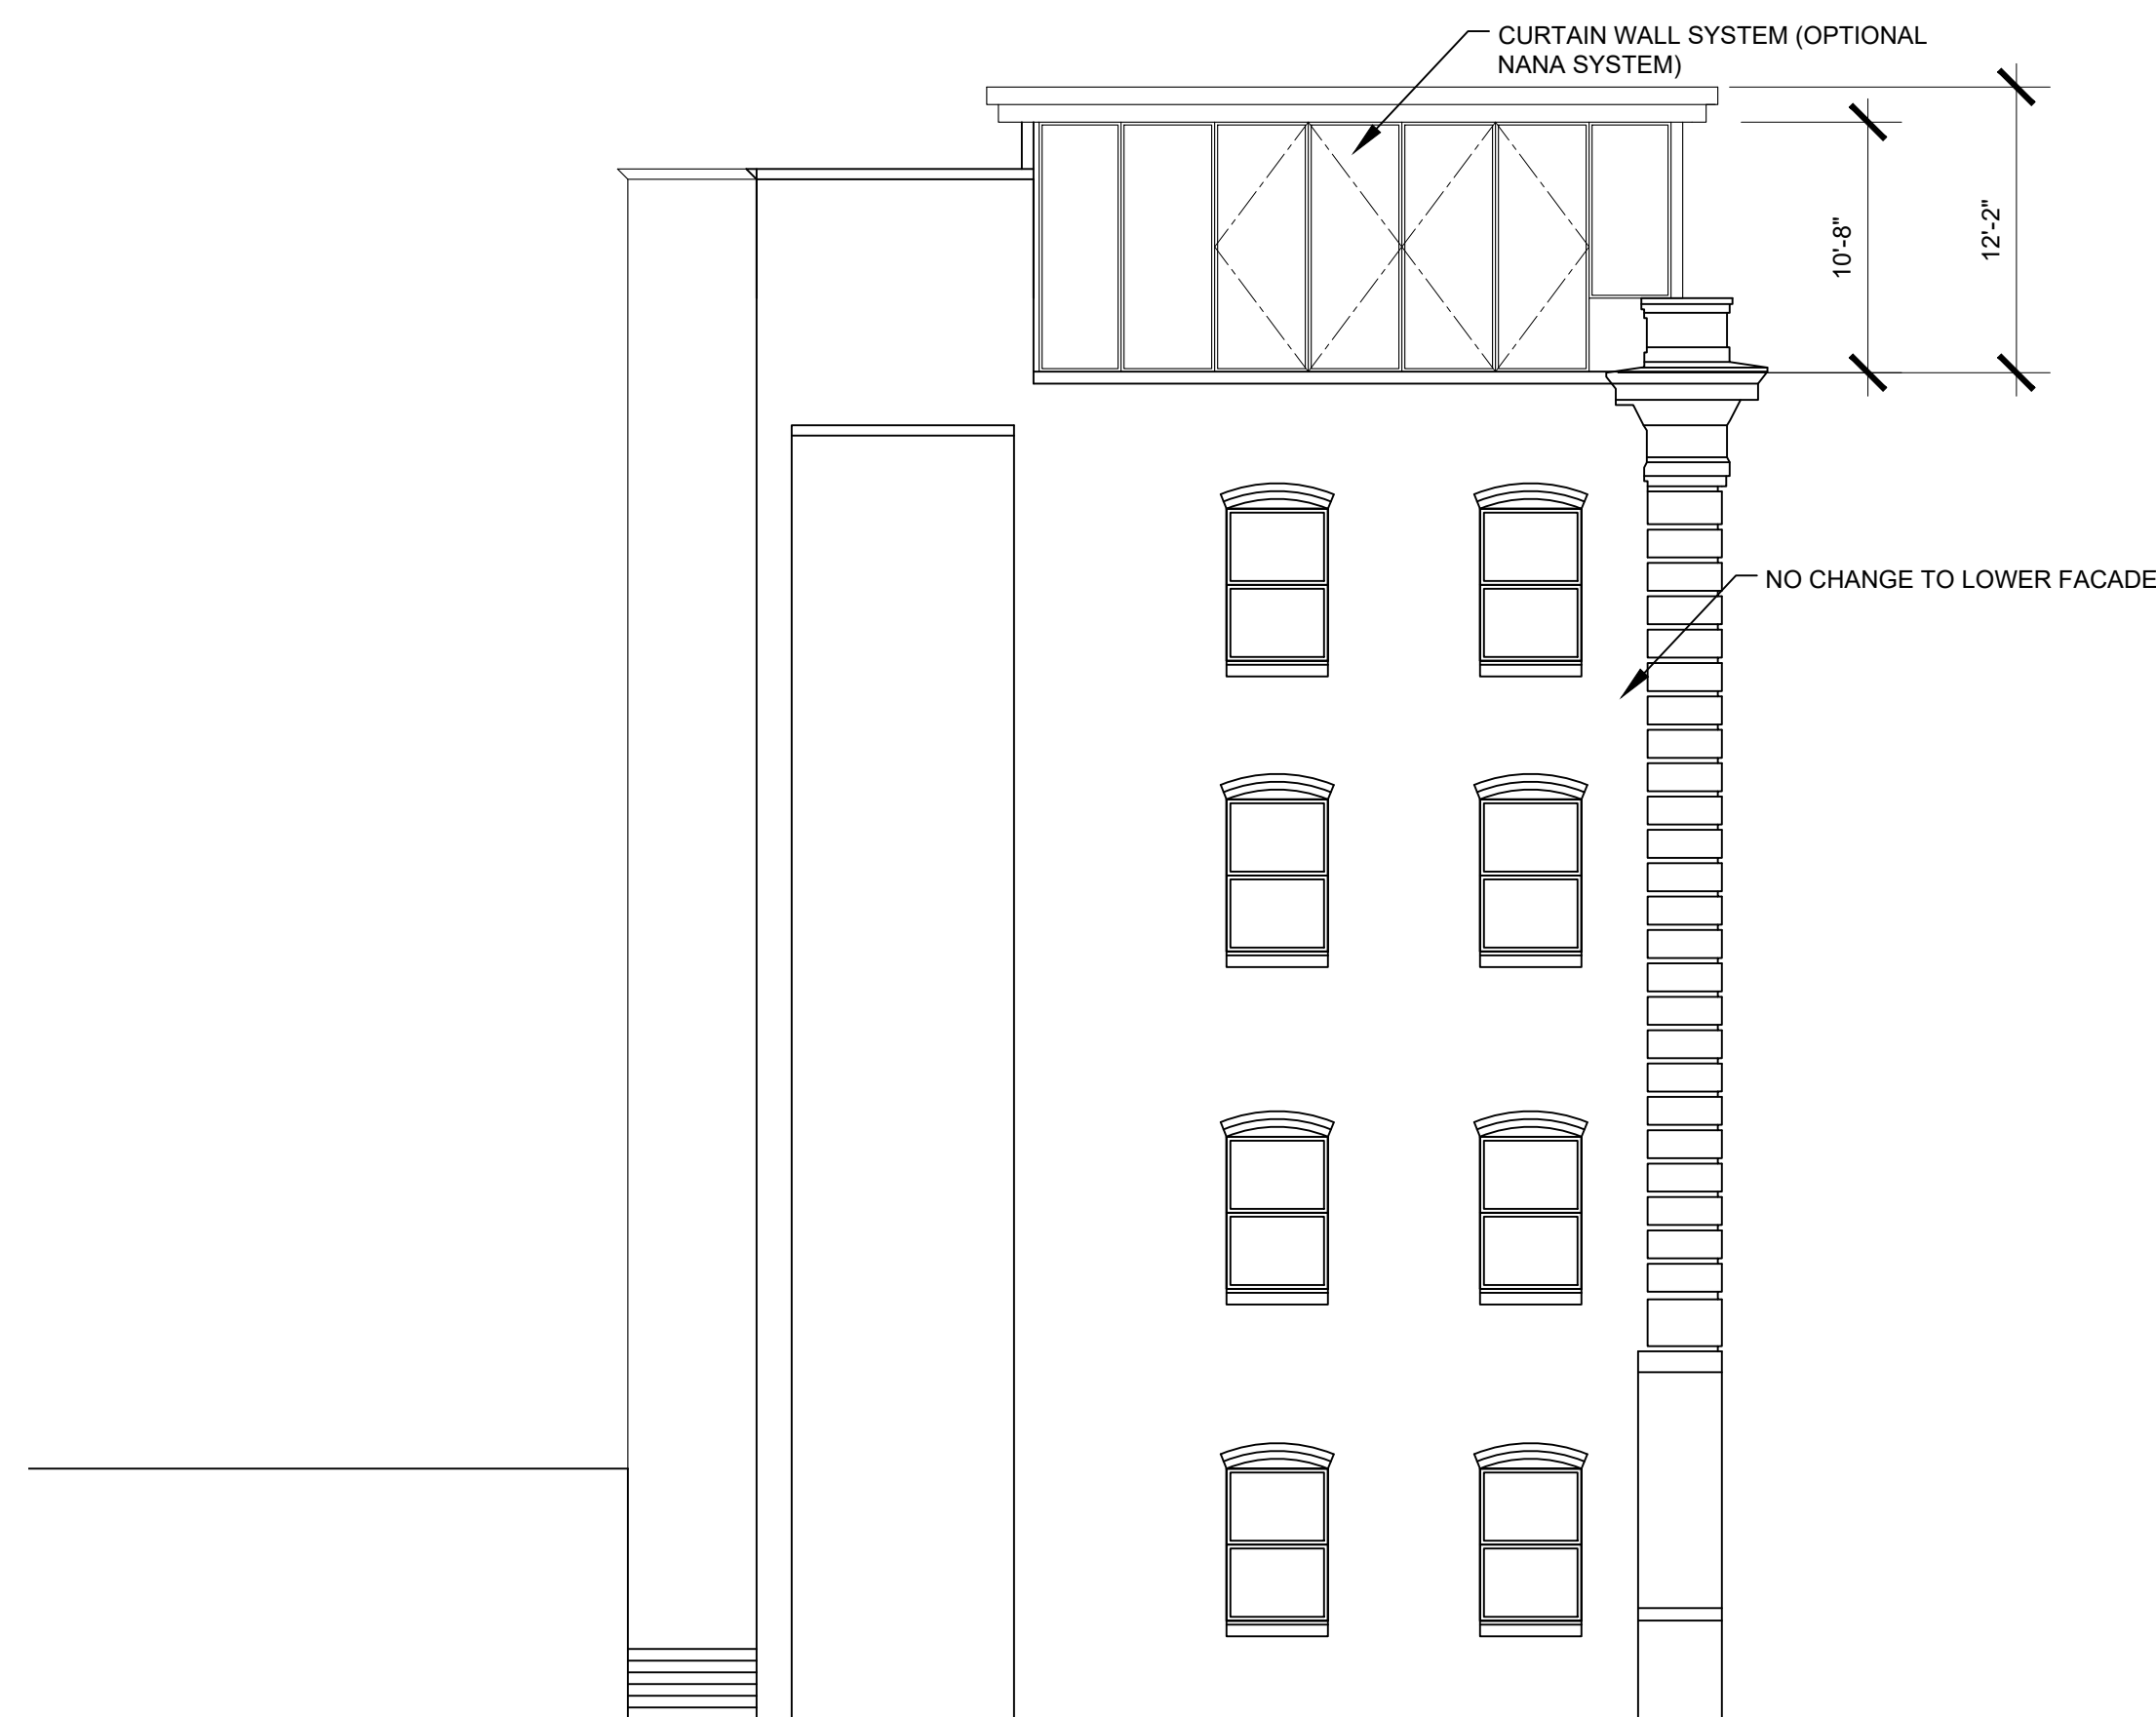 CURTAIN WALL SYSTEM (OPTIONAL
NANA SYSTEM)
10'-8"
12'-2"
NO CHANGE TO LOWER FACADE